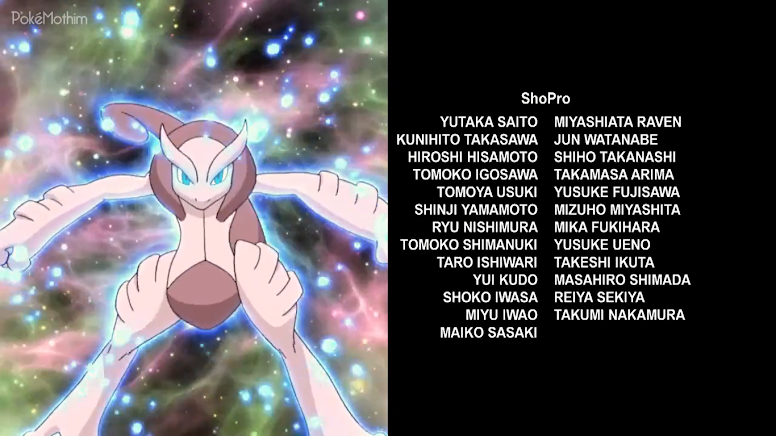 PokéMothim
ShoPro
YUTAKA SAITO MIYASHIATA RAVEN
KUNIHITO TAKASAWA JUN WATANABE
HIROSHI HISAMOTO SHIHO TAKANASHI
TOMOKO IGOSAWA TAKAMASA ARIMA
TOMOYA USUKI YUSUKE FUJISAWA
SHINJI YAMAMOTO MIZUHO MIYASHITA
RYU NISHIMURA MIKA FUKIHARA
TOMOKO SHIMANUKI YUSUKE UENO
TARO ISHIWARI TAKESHI IKUTA
YUI KUDO MASAHIRO SHIMADA
SHOKO IWASA REIYA SEKIYA
MIYU IWAO TAKUMI NAKAMURA
MAIKO SASAKI